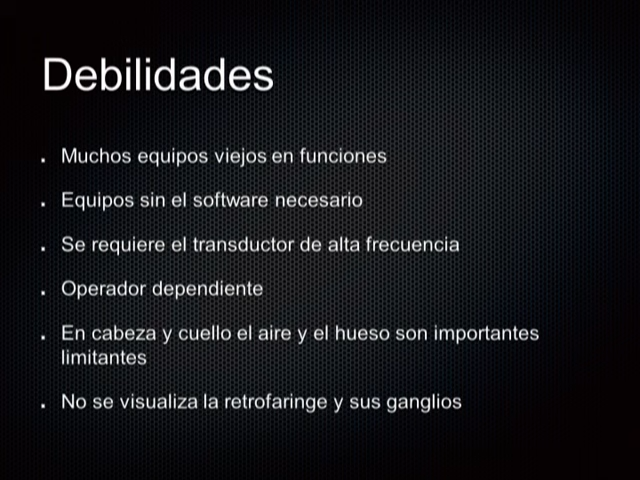 Debilidades
Muchos equipos viejos en funciones
Equipos sin el software necesario
Se requiere el transductor de alta frecuencia
Operador dependiente
En cabeza y cuello el aire y el hueso son importantes
limitantes
No se visualiza la retrofaringe y sus ganglios